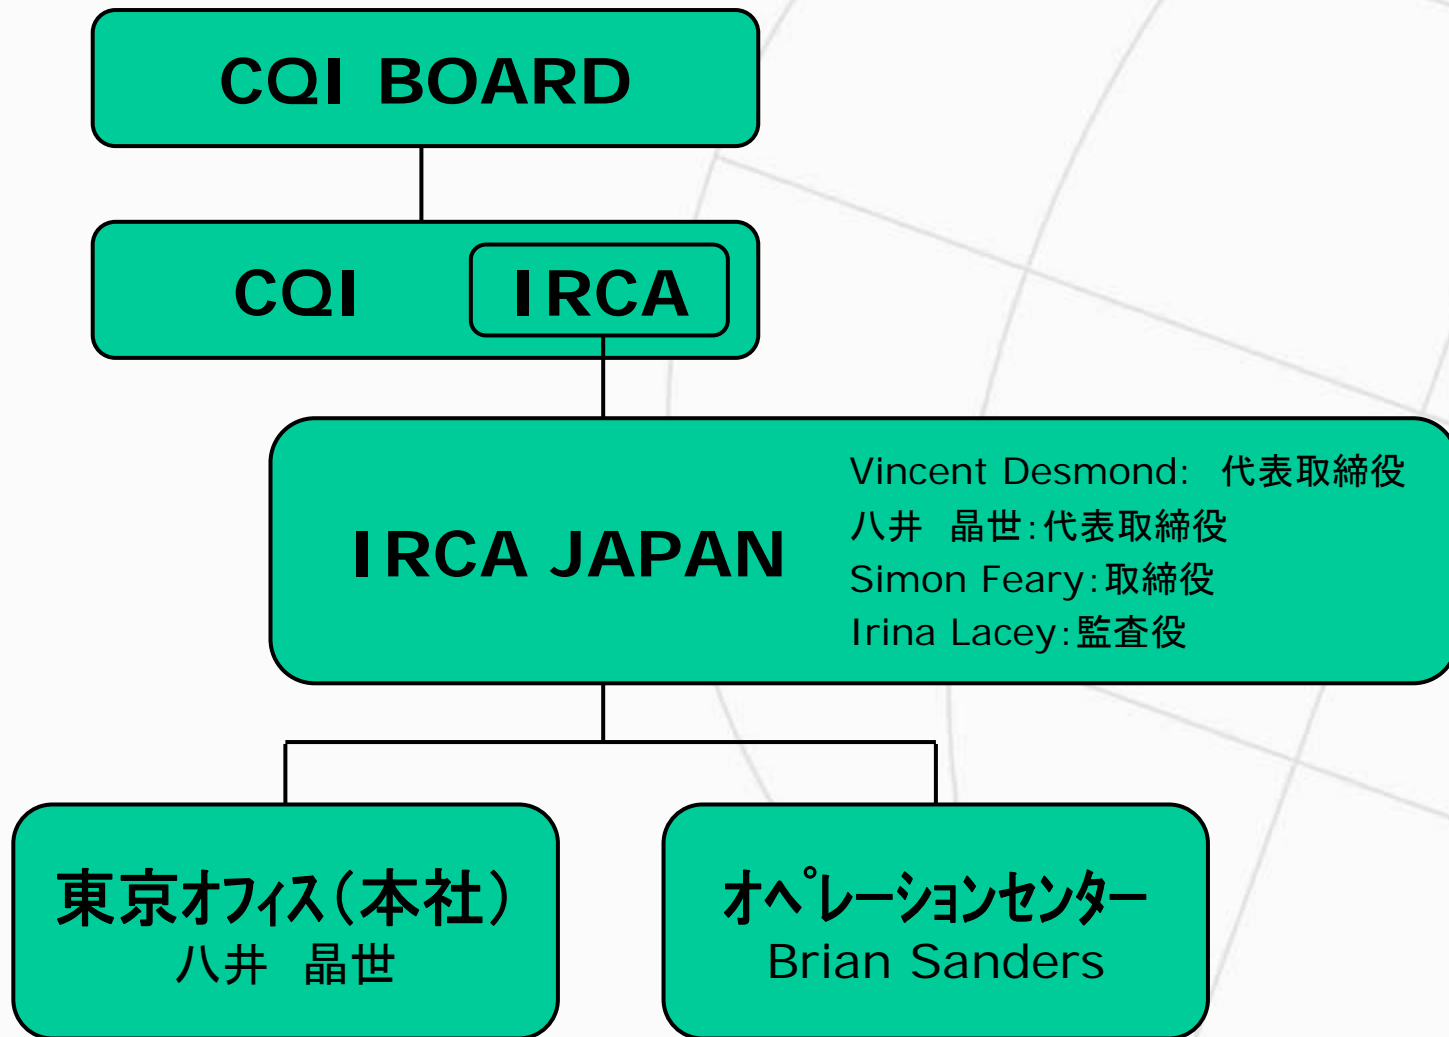 CQI BOARD
CQI
IRCA
IRCA JAPAN
Vincent Desmond:　代表取締役
八井　晶世:代表取締役
Simon Feary:取締役
Irina Lacey:監査役
東京オフィス(本社)
八井　晶世
オペレーションセンター
Brian Sanders